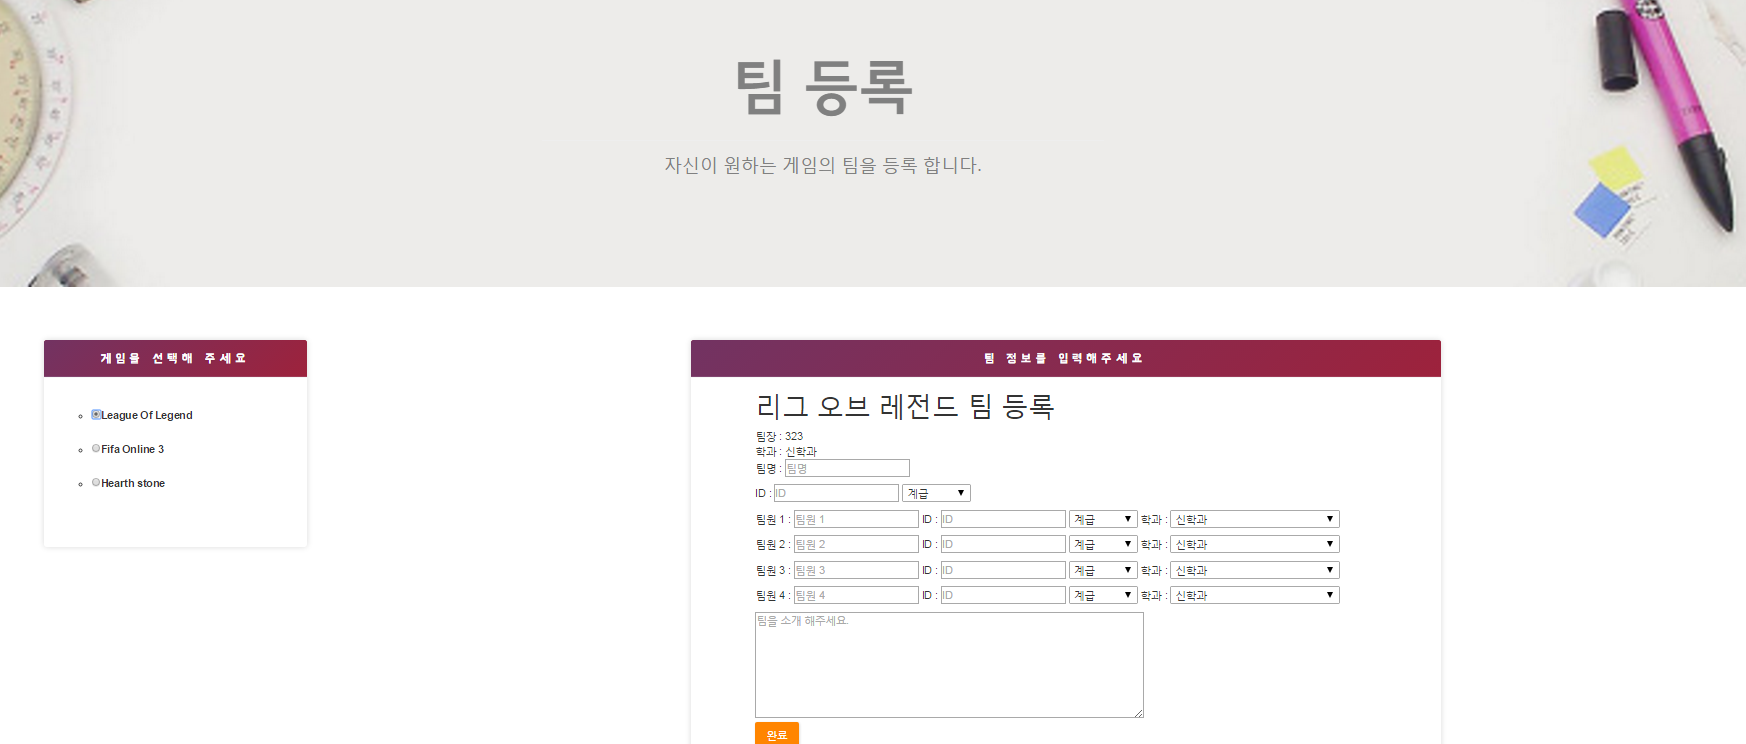 팀 등록
자신이 원하는 게임의 팀을 등록 합니다.
게임을 선택해 주세요
League Of Legend
Fifa Online 3
Hearth stone
팀 정보를 입력해주세요
리그 오브 레전드 팀 등록
팀장 : 323
학과 : 신학과
팀명 : 팀명
ID : ID 계급
팀원 1 : 팀원 1 ID : ID 계급 학과 : 신학과
팀원 2 : 팀원 2 ID : ID 계급 학과 : 신학과
팀원 3 : 팀원 3 ID : ID 계급 학과 : 신학과
팀원 4 : 팀원 4 ID : ID 계급 학과 : 신학과
팀을 소개 해주세요.
완료